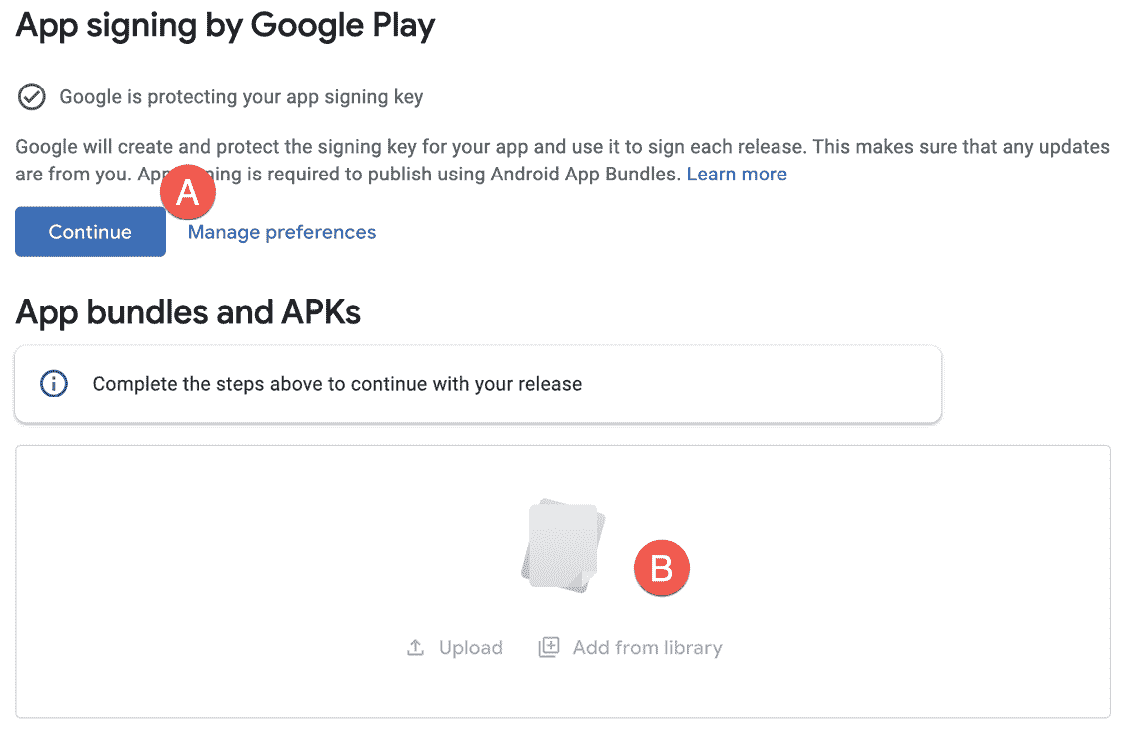 App signing by Google Play
Google is protecting your app signing key
Google will create and protect the signing key for your app and use it to sign each release. This makes sure that any updates
are from you. App ning is required to publish using Android App Bundles. Learn more
A
Continue Manage preferences
App bundles and APKs
Complete the steps above to continue with your release
B
Upload Add from library